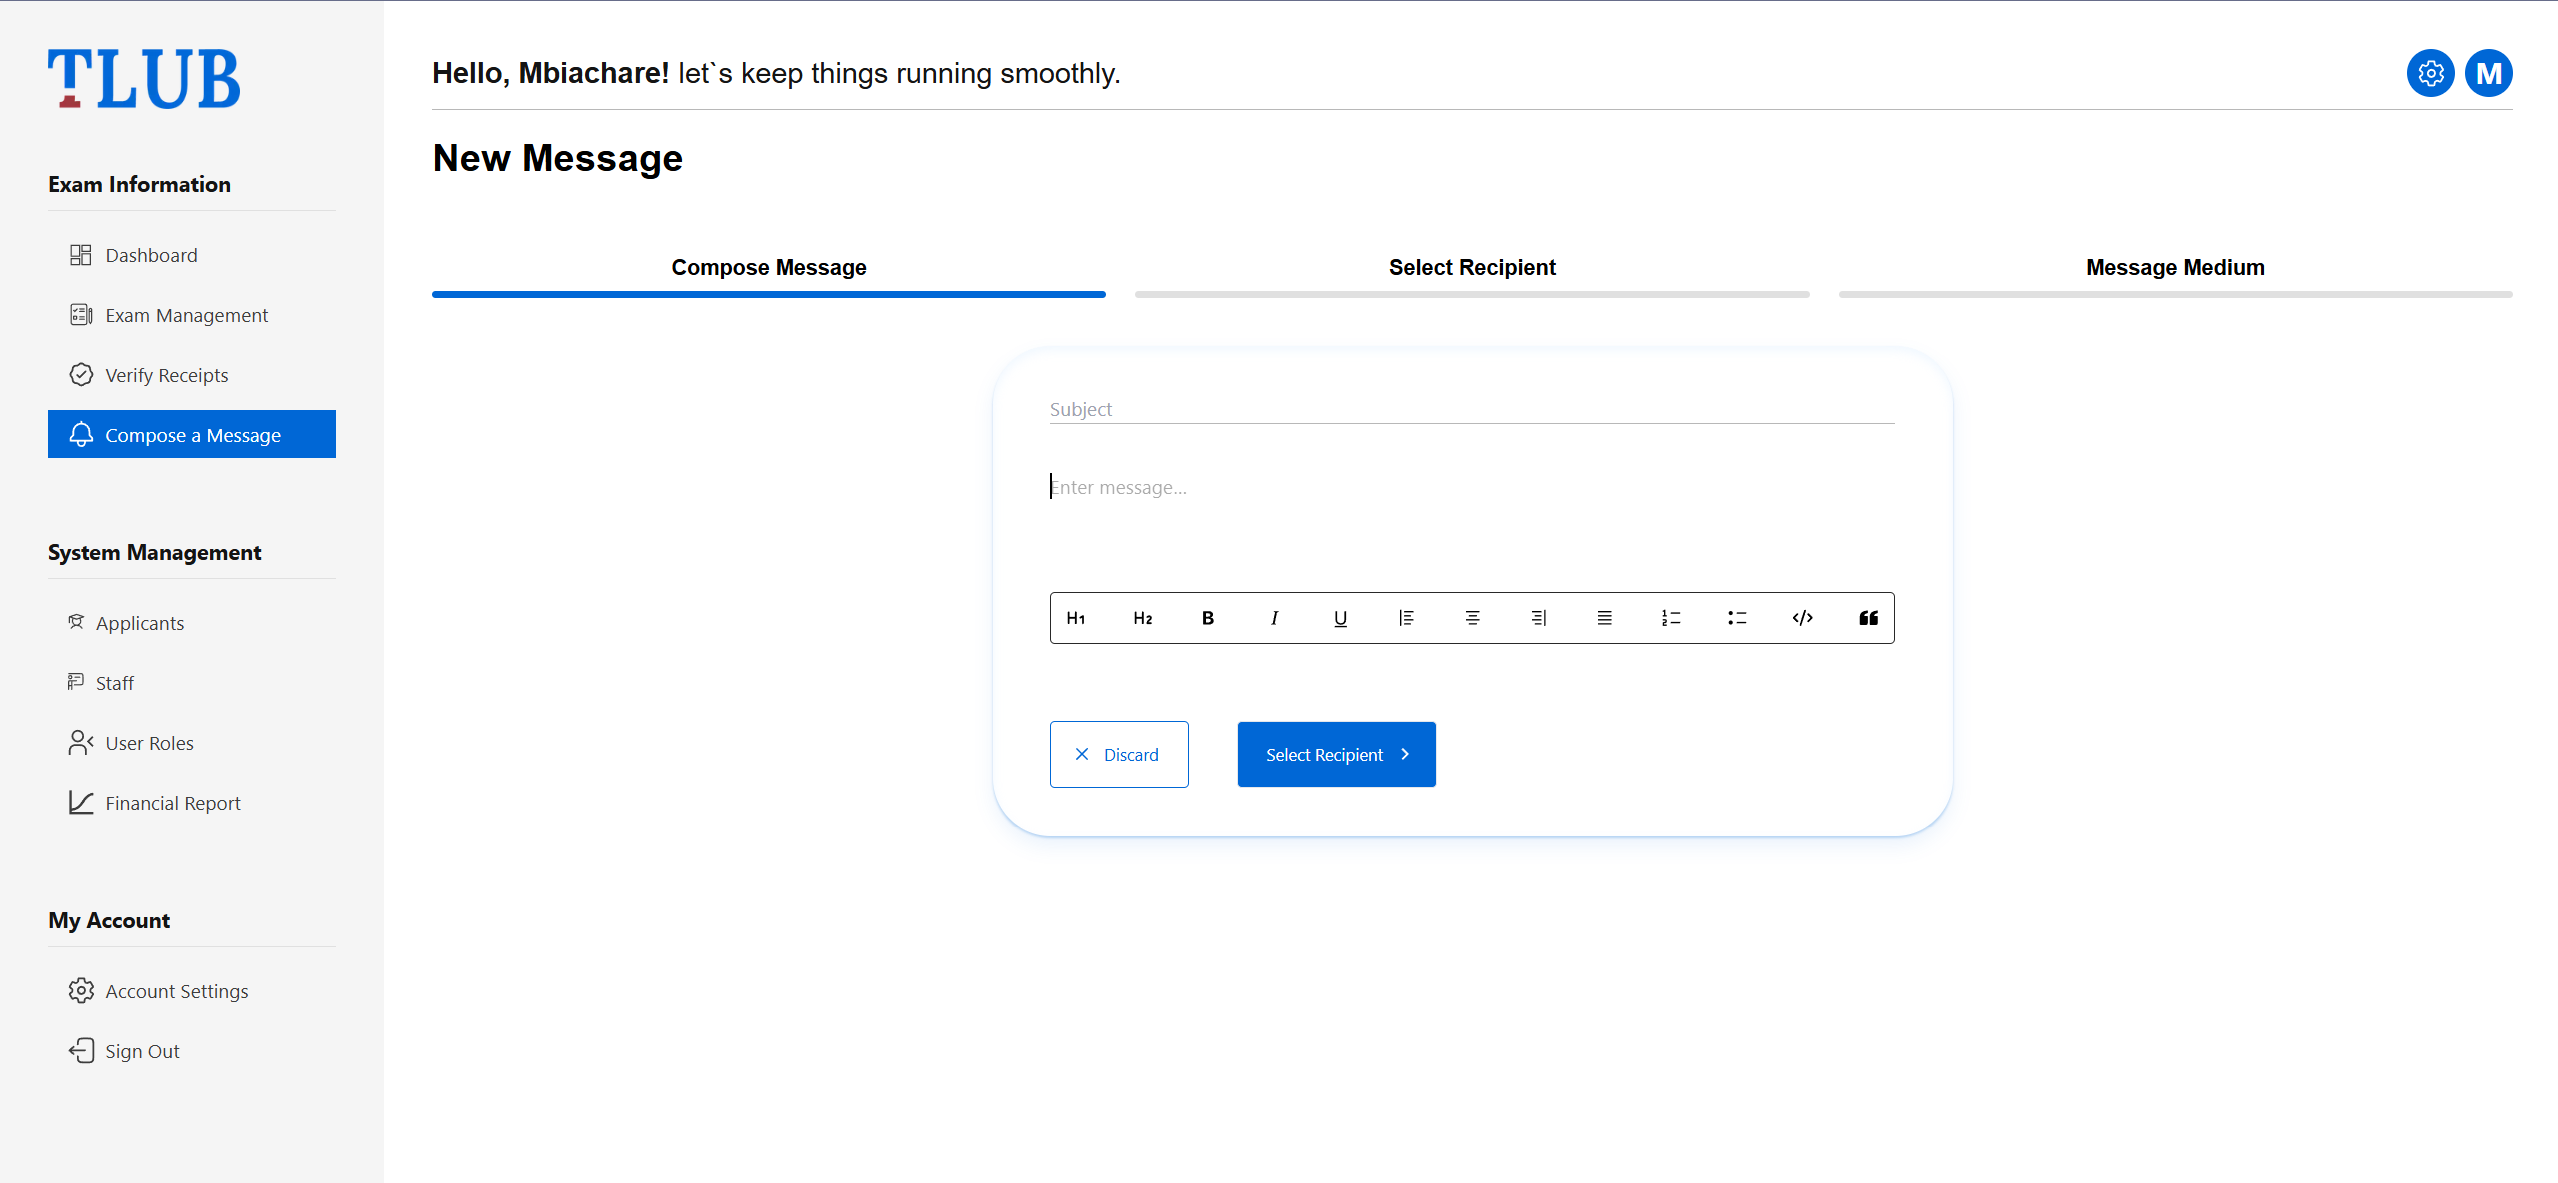 TLUB
Hello, Mbiachare! let`s keep things running smoothly.
M
New Message
Exam Information
Dashboard
Exam Management
Verify Receipts
Compose a Message
System Management
Applicants
Staff
User Roles
Financial Report
My Account
Account Settings
Sign Out
Compose Message
Select Recipient
Message Medium
Subject
Enter message...
H1 H2 B I U
Discard
Select Recipient